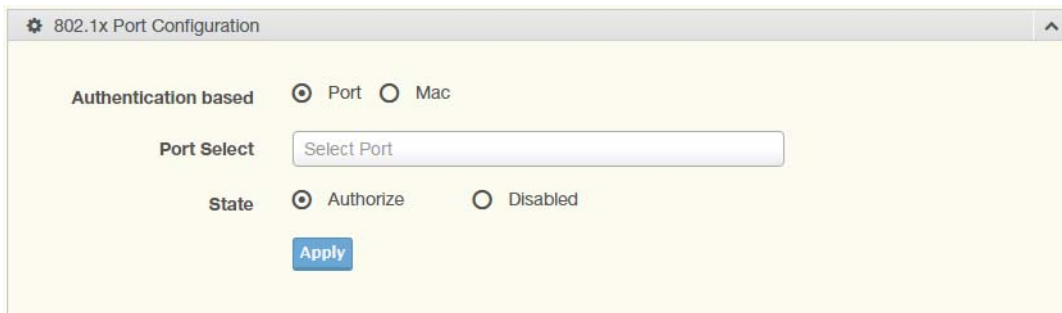 802.1x Port Configuration
Authentication based Port Mac
Port Select Select Port
State Authorize Disabled
Apply